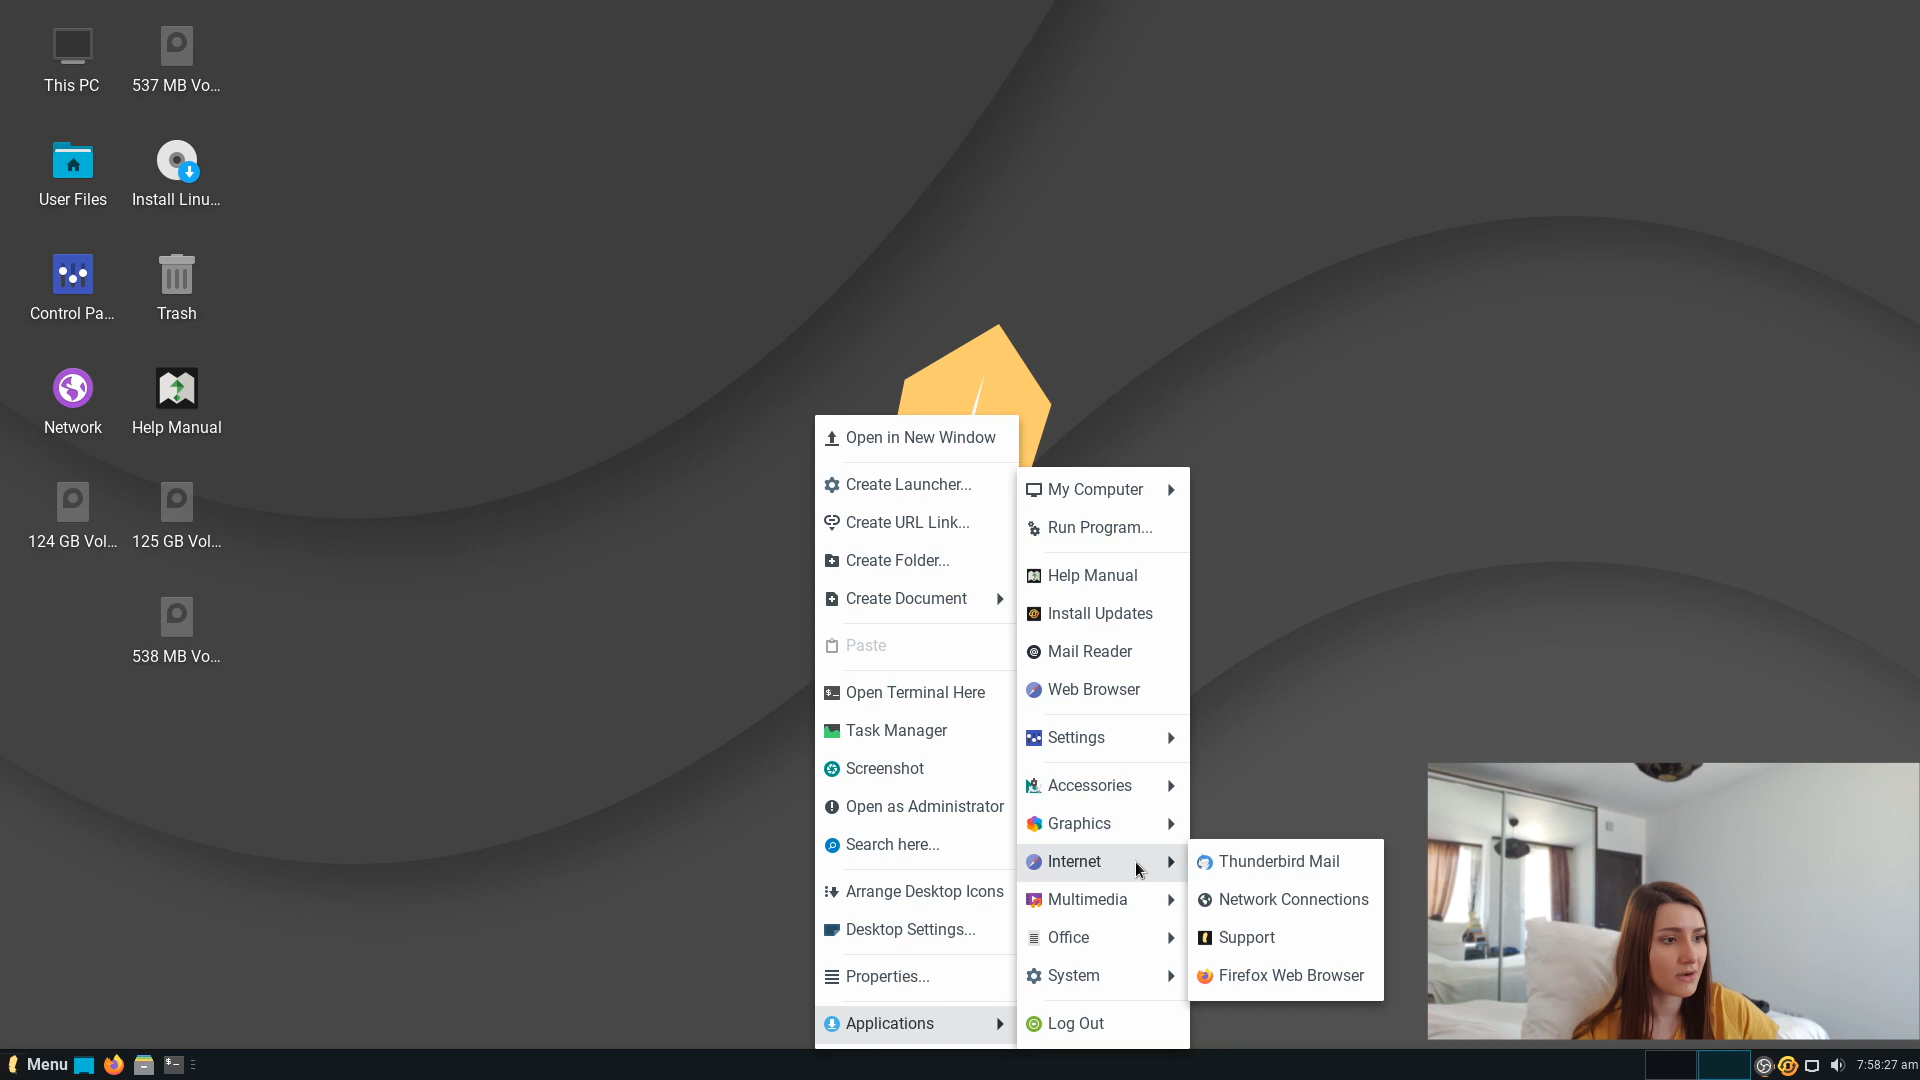 This PC
537 MB Vo...
User Files
Install Linu...
Control Pa...
Trash
Network
Help Manual
124 GB Vol...
125 GB Vol...
538 MB Vo...
Open in New Window
Create Launcher...
Create URL Link...
Create Folder...
Create Document
Paste
Open Terminal Here
Task Manager
Screenshot
Open as Administrator
Search here...
Arrange Desktop Icons
Desktop Settings...
Properties...
Applications
My Computer
Run Program...
Help Manual
Install Updates
Mail Reader
Web Browser
Settings
Accessories
Graphics
Internet
Multimedia
Office
System
Log Out
Thunderbird Mail
Network Connections
Support
Firefox Web Browser
Menu
7:58:27 am